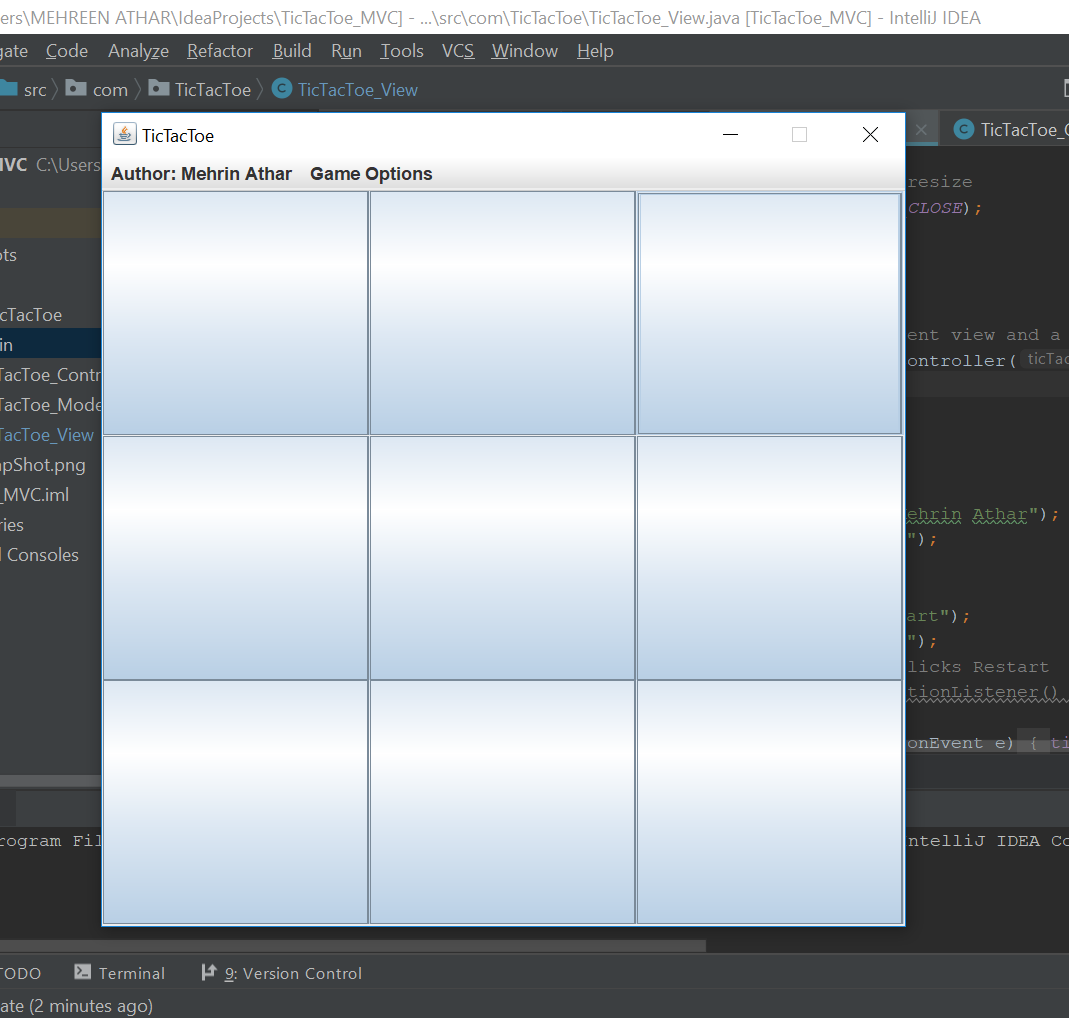 ers\MEHREEN ATHAR\IdeaProjects\TicTacToe_MVC] - ...\src\com\TicTacToe\TicTacToe_View.java [TicTacToe_MVC] - IntelliJ IDEA
gate Code Analyze Refactor Build Run Tools VCS Window Help
src com TicTacToe TicTacToe_View
TicTacToe
TicTacToe_C
MVC C:\Users
Author: Mehrin Athar Game Options
resize
CLOSE);
ots
cTacToe
in
ent view and a
ontroller( ticTac
TacToe_Contr
TacToe_Mode
TacToe_View
apShot.png
_MVC.iml
ries
l Consoles
ehrin Athar");
");
art");
");
licks Restart
tionListener()
onEvent e) { ti
rogram Fil
ntelliJ IDEA Co
TODO Terminal 9: Version Control
ate (2 minutes ago)